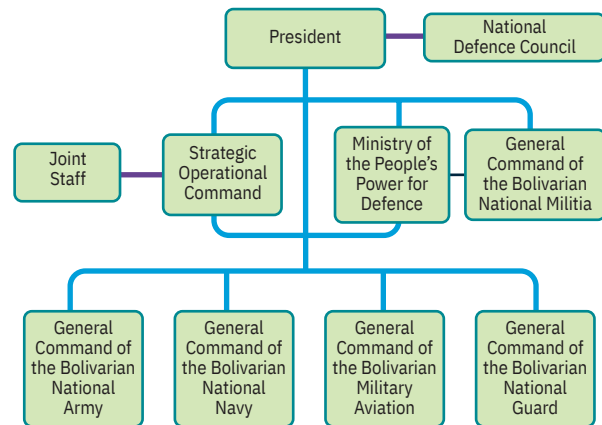 President
National
Defence Council
Joint
Staff
Strategic
Operational
Command
Ministry of
the People's
Power for
Defence
General
Command of
the Bolivarian
National Militia
General
Command of
the Bolivarian
National
Army
General
Command of
the Bolivarian
National
Navy
General
Command of
the Bolivarian
Military
Aviation
General
Command of
the Bolivarian
National
Guard